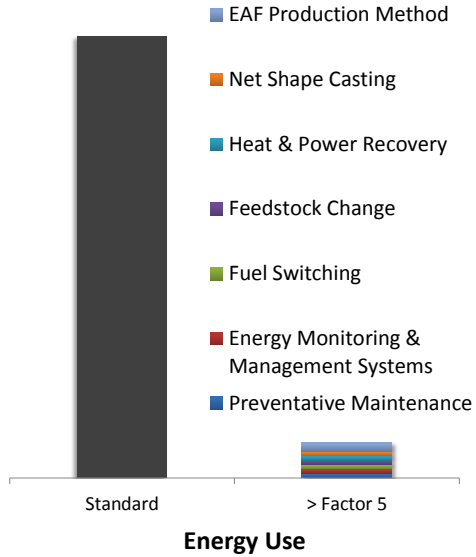 EAF Production Method
Net Shape Casting
Heat & Power Recovery
Feedstock Change
Fuel Switching
Energy Monitoring &
Management Systems
Preventative Maintenance
Standard
> Factor 5
Energy Use